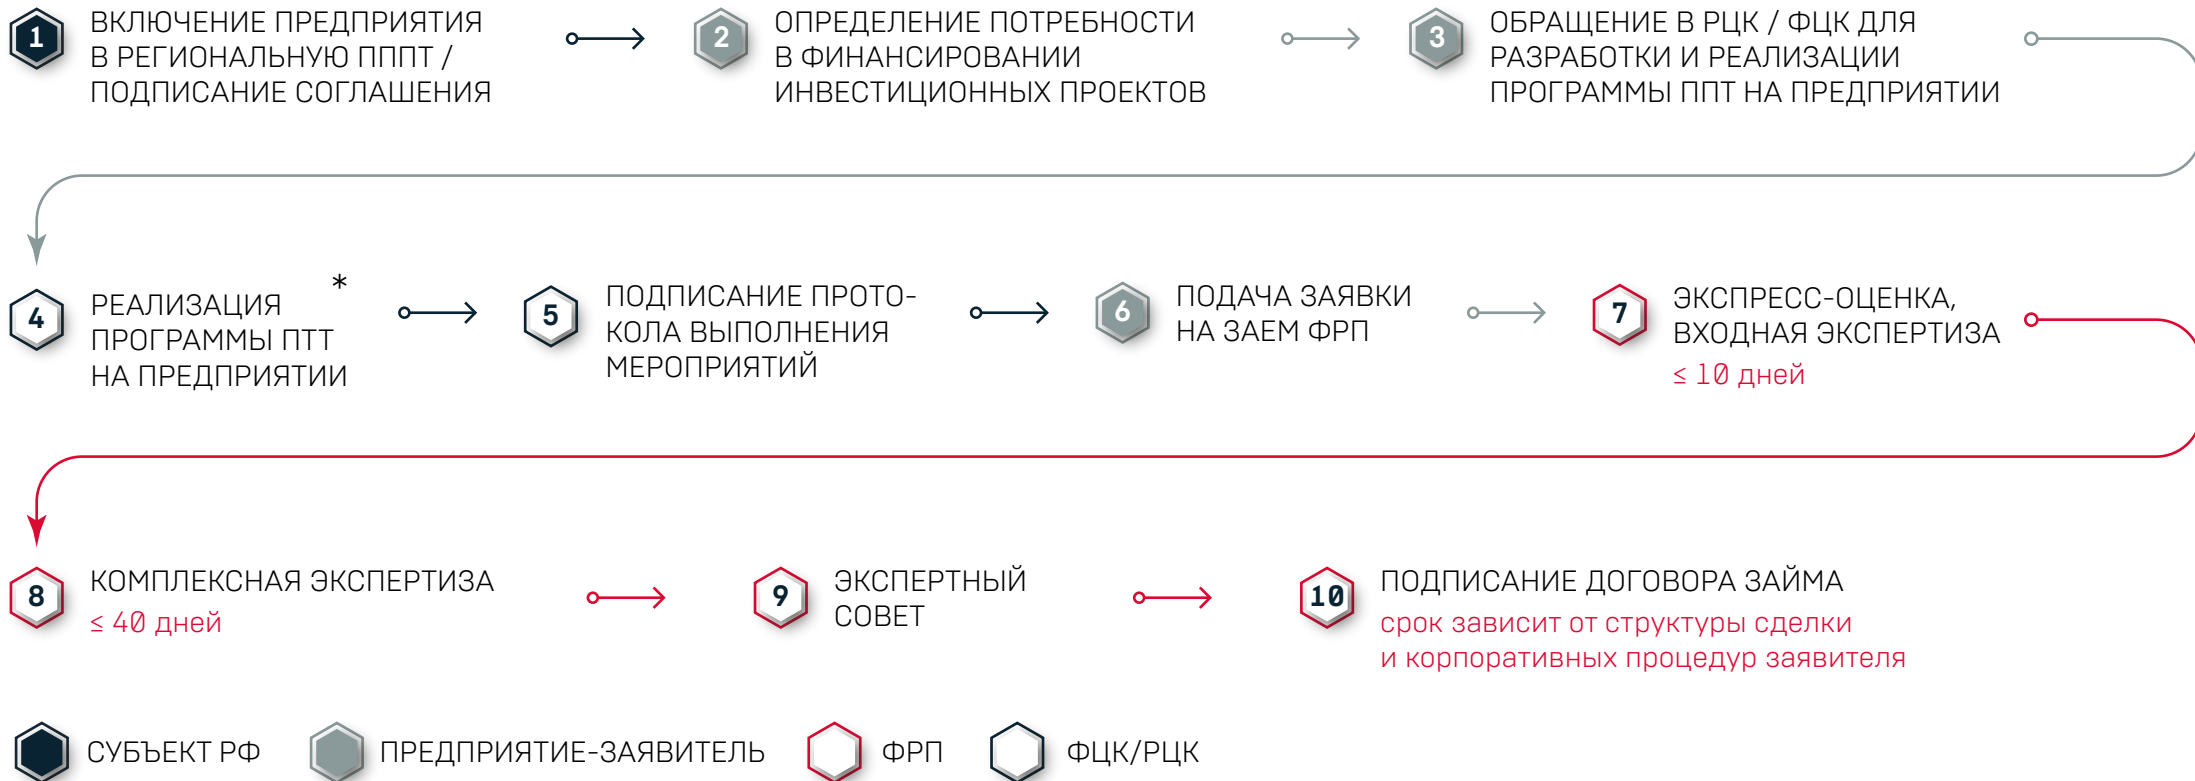 1
ВКЛЮЧЕНИЕ ПРЕДПРИЯТИЯ
В РЕГИОНАЛЬНУЮ ПППТ /
ПОДПИСАНИЕ СОГЛАШЕНИЯ
2
ОПРЕДЕЛЕНИЕ ПОТРЕБНОСТИ
В ФИНАНСИРОВАНИИ
ИНВЕСТИЦИОННЫХ ПРОЕКТОВ
3
ОБРАЩЕНИЕ В РЦК / ФЦК ДЛЯ
РАЗРАБОТКИ И РЕАЛИЗАЦИИ
ПРОГРАММЫ ППТ НА ПРЕДПРИЯТИИ
4
РЕАЛИЗАЦИЯ *
ПРОГРАММЫ ПТТ
НА ПРЕДПРИЯТИИ
5
ПОДПИСАНИЕ ПРОТО-
КОЛА ВЫПОЛНЕНИЯ
МЕРОПРИЯТИЙ
6
ПОДАЧА ЗАЯВКИ
НА ЗАЕМ ФРП
7
ЭКСПРЕСС-ОЦЕНКА,
ВХОДНАЯ ЭКСПЕРТИЗА
≤ 10 дней
8
КОМПЛЕКСНАЯ ЭКСПЕРТИЗА
≤ 40 дней
9
ЭКСПЕРТНЫЙ
СОВЕТ
10
ПОДПИСАНИЕ ДОГОВОРА ЗАЙМА
срок зависит от структуры сделки
и корпоративных процедур заявителя
СУБЪЕКТ РФ
ПРЕДПРИЯТИЕ-ЗАЯВИТЕЛЬ
ФРП
ФЦК/РЦК